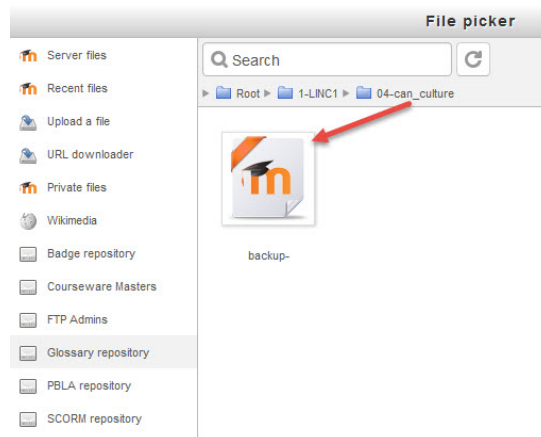 File picker
Server files
Recent files
Upload a file
URL downloader
Private files
Wikimedia
Badge repository
Courseware Masters
FTP Admins
Glossary repository
PBLA repository
SCORM repository
Search
Root 1-LINC1 04-can_culture
m
backup-